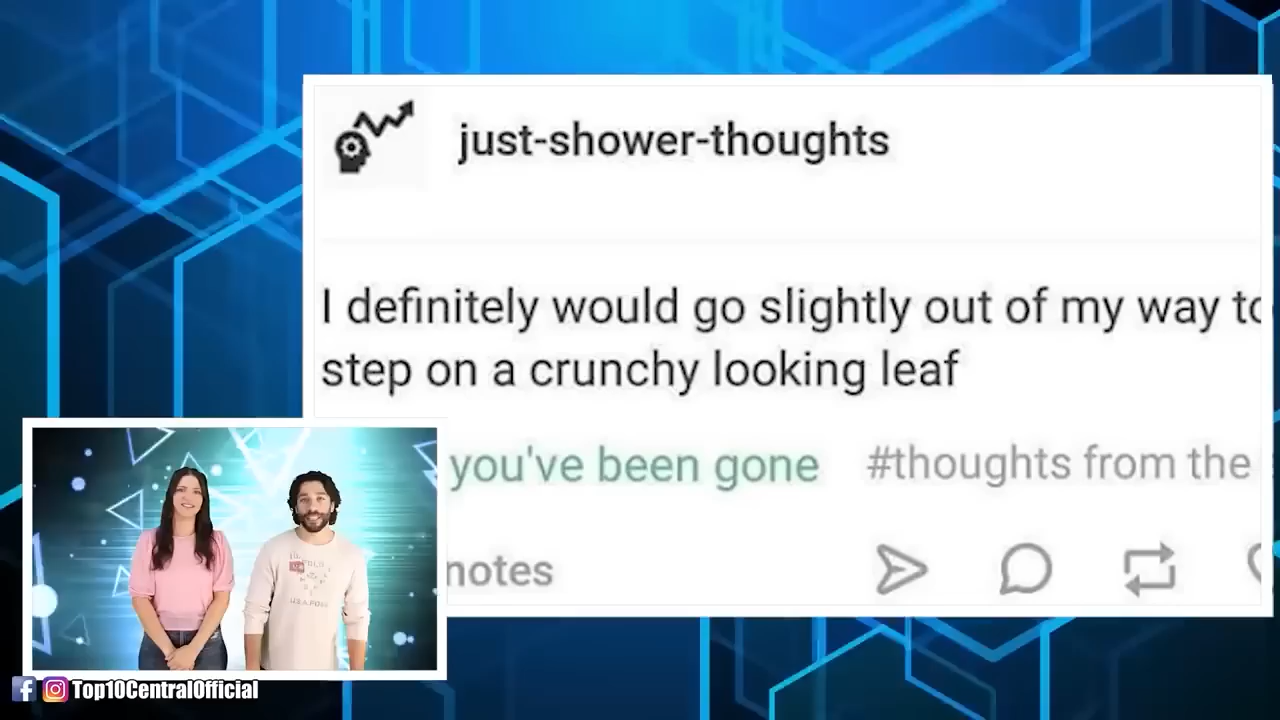 just-shower-thoughts
I definitely would go slightly out of my way to
step on a crunchy looking leaf
you've been gone #thoughts from the
notes
U.S.A.
Top10CentralOfficial